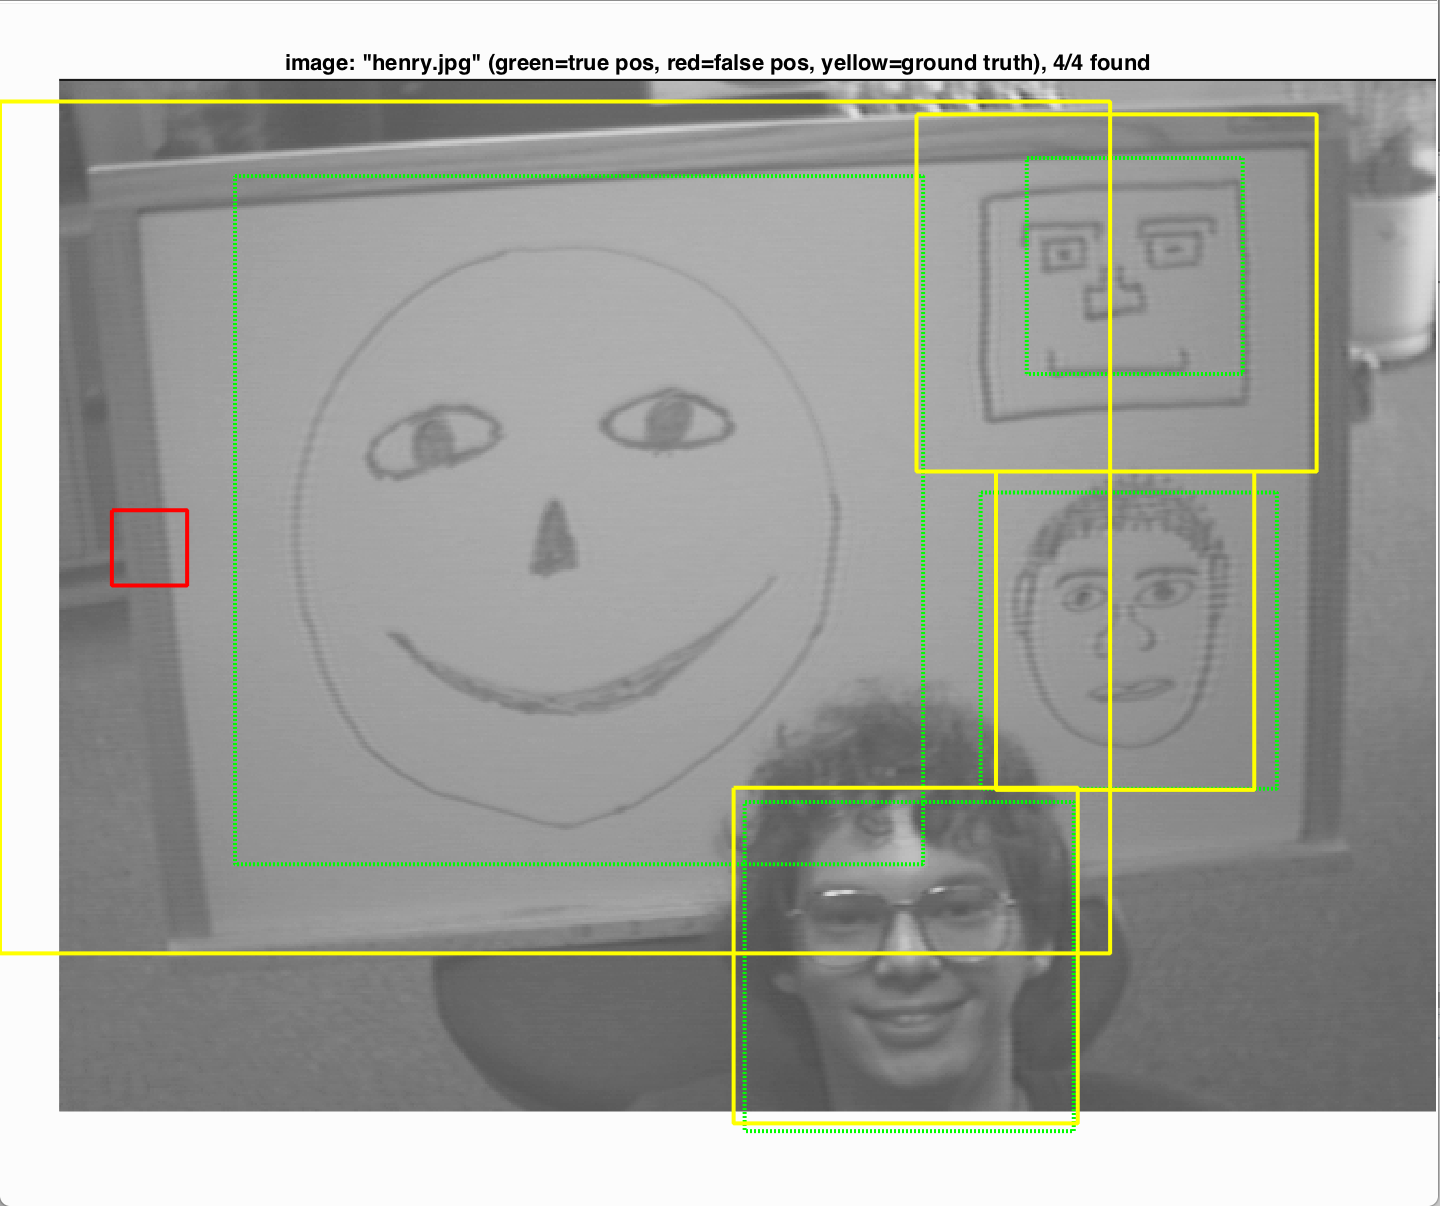 image: "henry.jpg" (green=true pos, red=false pos, yellow=ground truth), 4/4 found